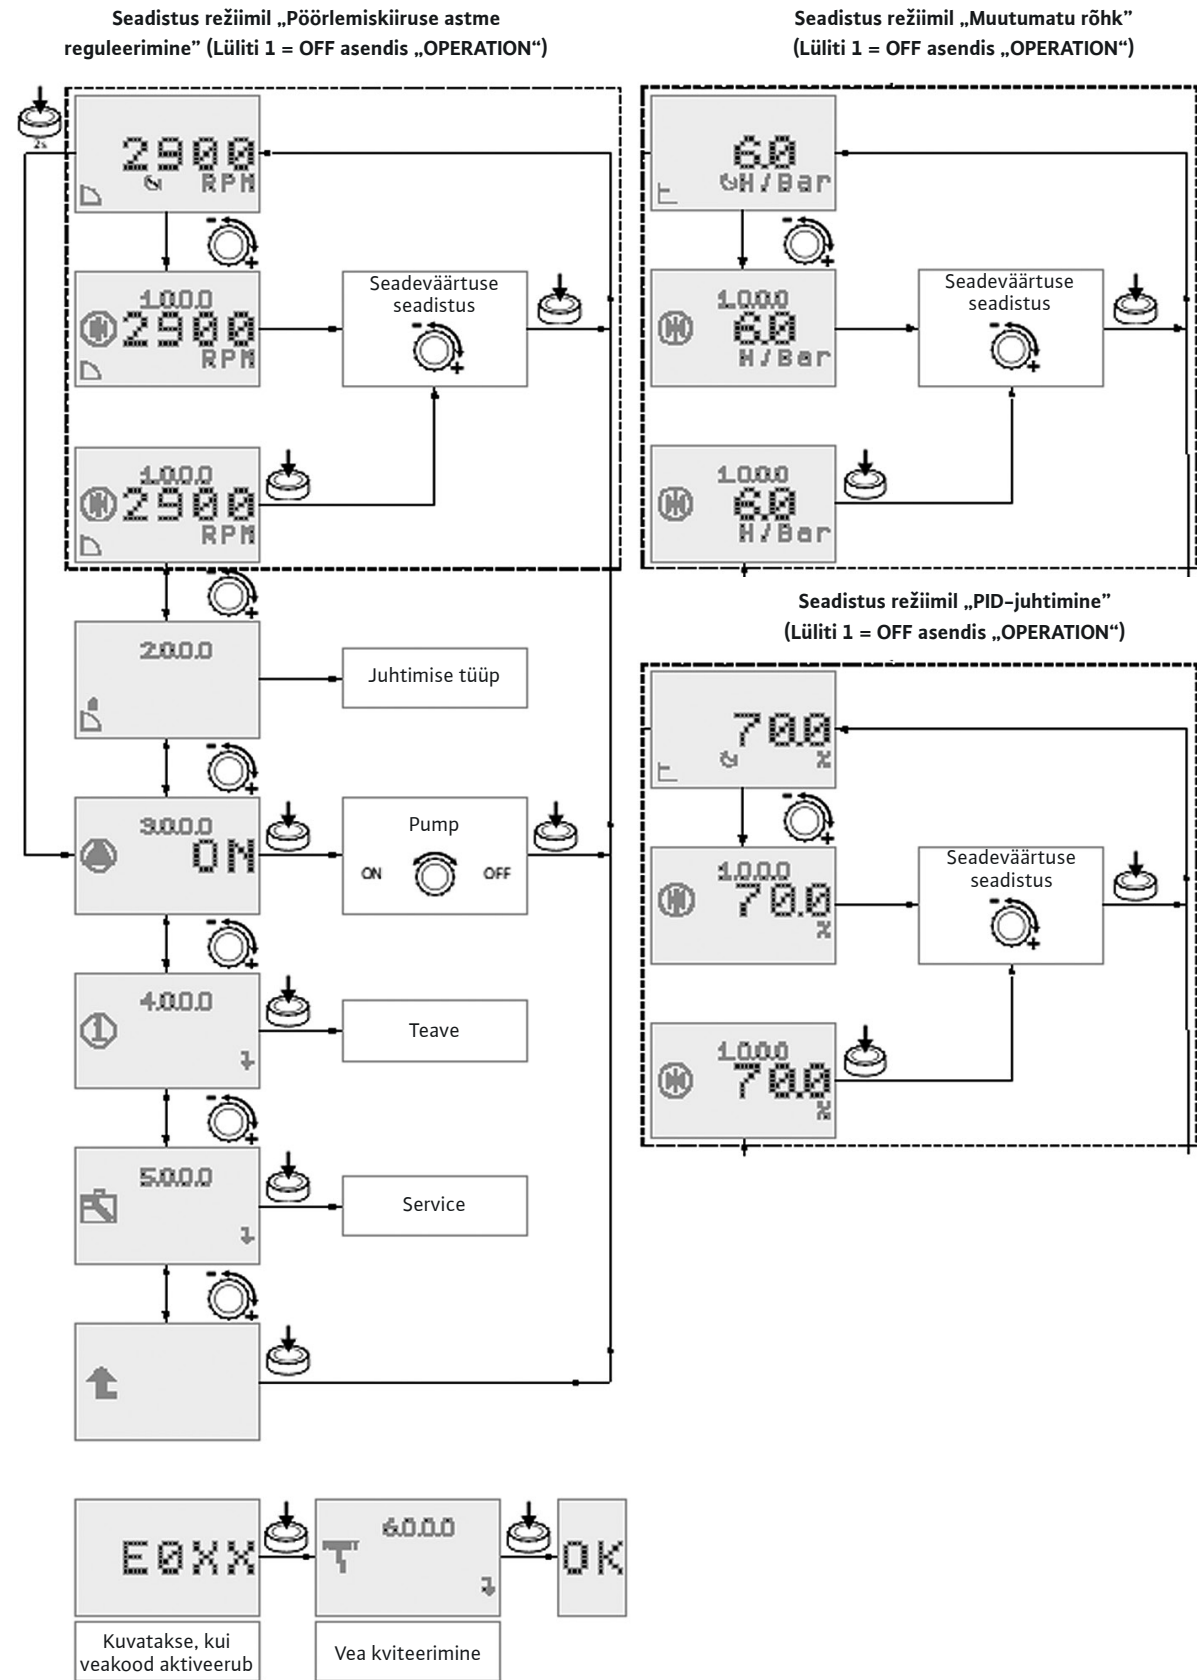 Seadistus režiimil „Pöörlemiskiiruse astme
reguleerimine” (Lüliti 1 = OFF asendis „OPERATION“)
2s
2900
RPM
1.0.0.0
2900
RPM
Seadeväärtuse
seadistus
- +
1.0.0.0
2900
RPM
- +
2.0.0.0
Juhtimise tüüp
- +
3.0.0.0
ON
Pump
ON OFF
- +
4.0.0.0
1
Teave
- +
5.0.0.0
Service
- +
E0XX
Kuvatakse, kui
veakood aktiveerub
6.0.0.0
RESET
Vea kviteerimine
OK
Seadistus režiimil „Muutumatu rõhk”
(Lüliti 1 = OFF asendis „OPERATION“)
6.0
H/Bar
- +
1.0.0.0
6.0
H/Bar
Seadeväärtuse
seadistus
- +
1.0.0.0
6.0
H/Bar
Seadistus režiimil „PID-juhtimine”
(Lüliti 1 = OFF asendis „OPERATION“)
70.0
%
- +
1.0.0.0
70.0
%
Seadeväärtuse
seadistus
- +
1.0.0.0
70.0
%